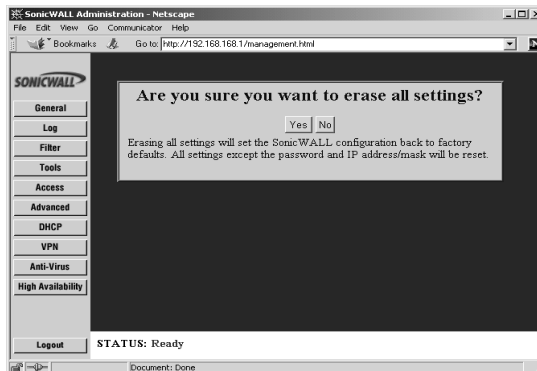 SonicWALL Administration - Netscape
File Edit View Go Communicator Help
Bookmarks Go to: http://192.168.168.1/management.html
SONICWALL
General
Log
Filter
Tools
Access
Advanced
DHCP
VPN
Anti-Virus
High Availability
Logout
Are you sure you want to erase all settings?
Yes No
Erasing all settings will set the SonicWALL configuration back to factory
defaults. All settings except the password and IP address/mask will be reset.
STATUS: Ready
Document: Done